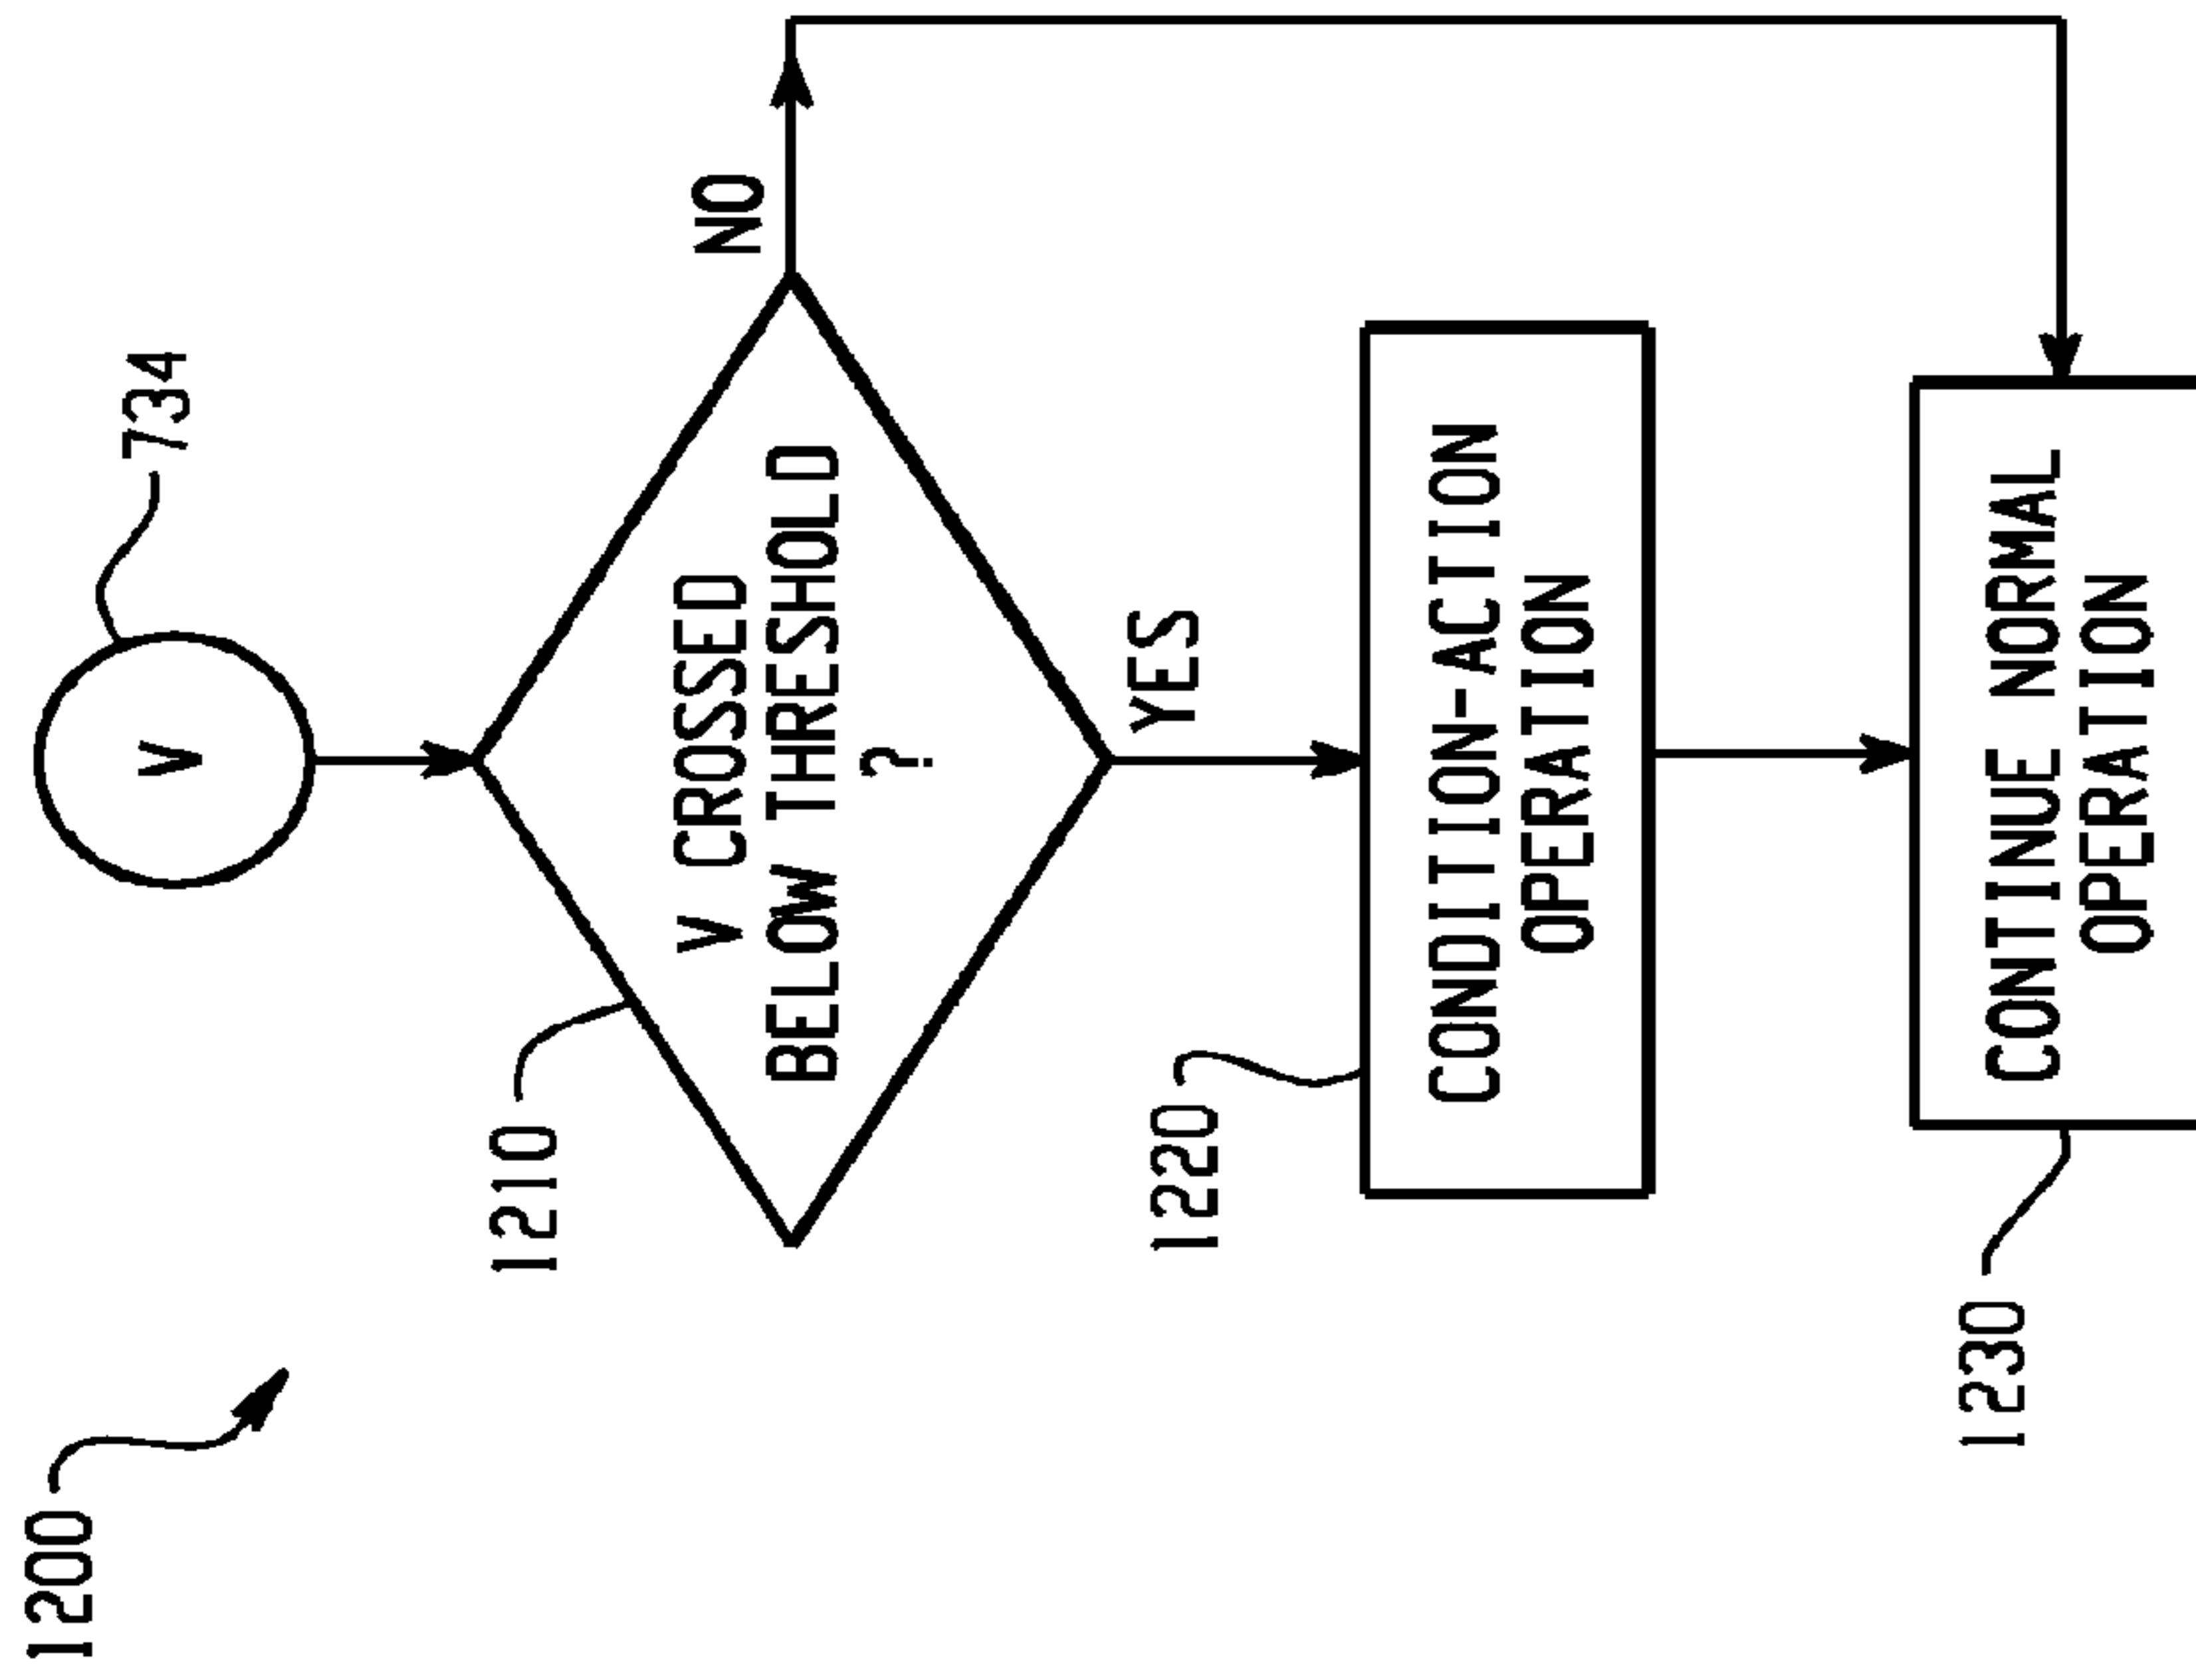 1200
734
V
1210
V CROSSED
BELOW THRESHOLD
?
NO
YES
1220
CONDITION-ACTION
OPERATION
1230
CONTINUE NORMAL
OPERATION